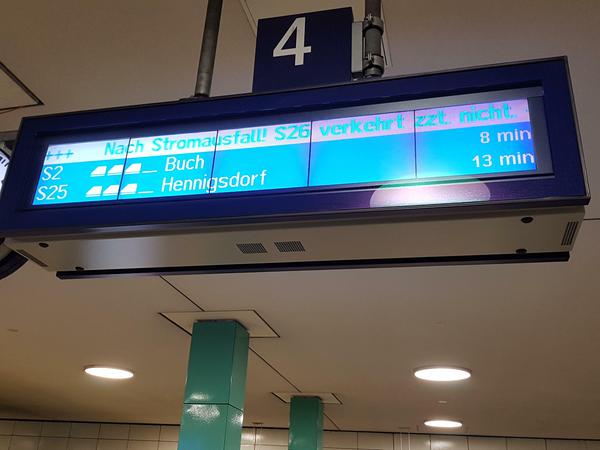 4
+++ Nach Stromausfall! S26 verkehrt zzt. nicht.
S2 Buch 8 min
S25 Hennigsdorf 13 min